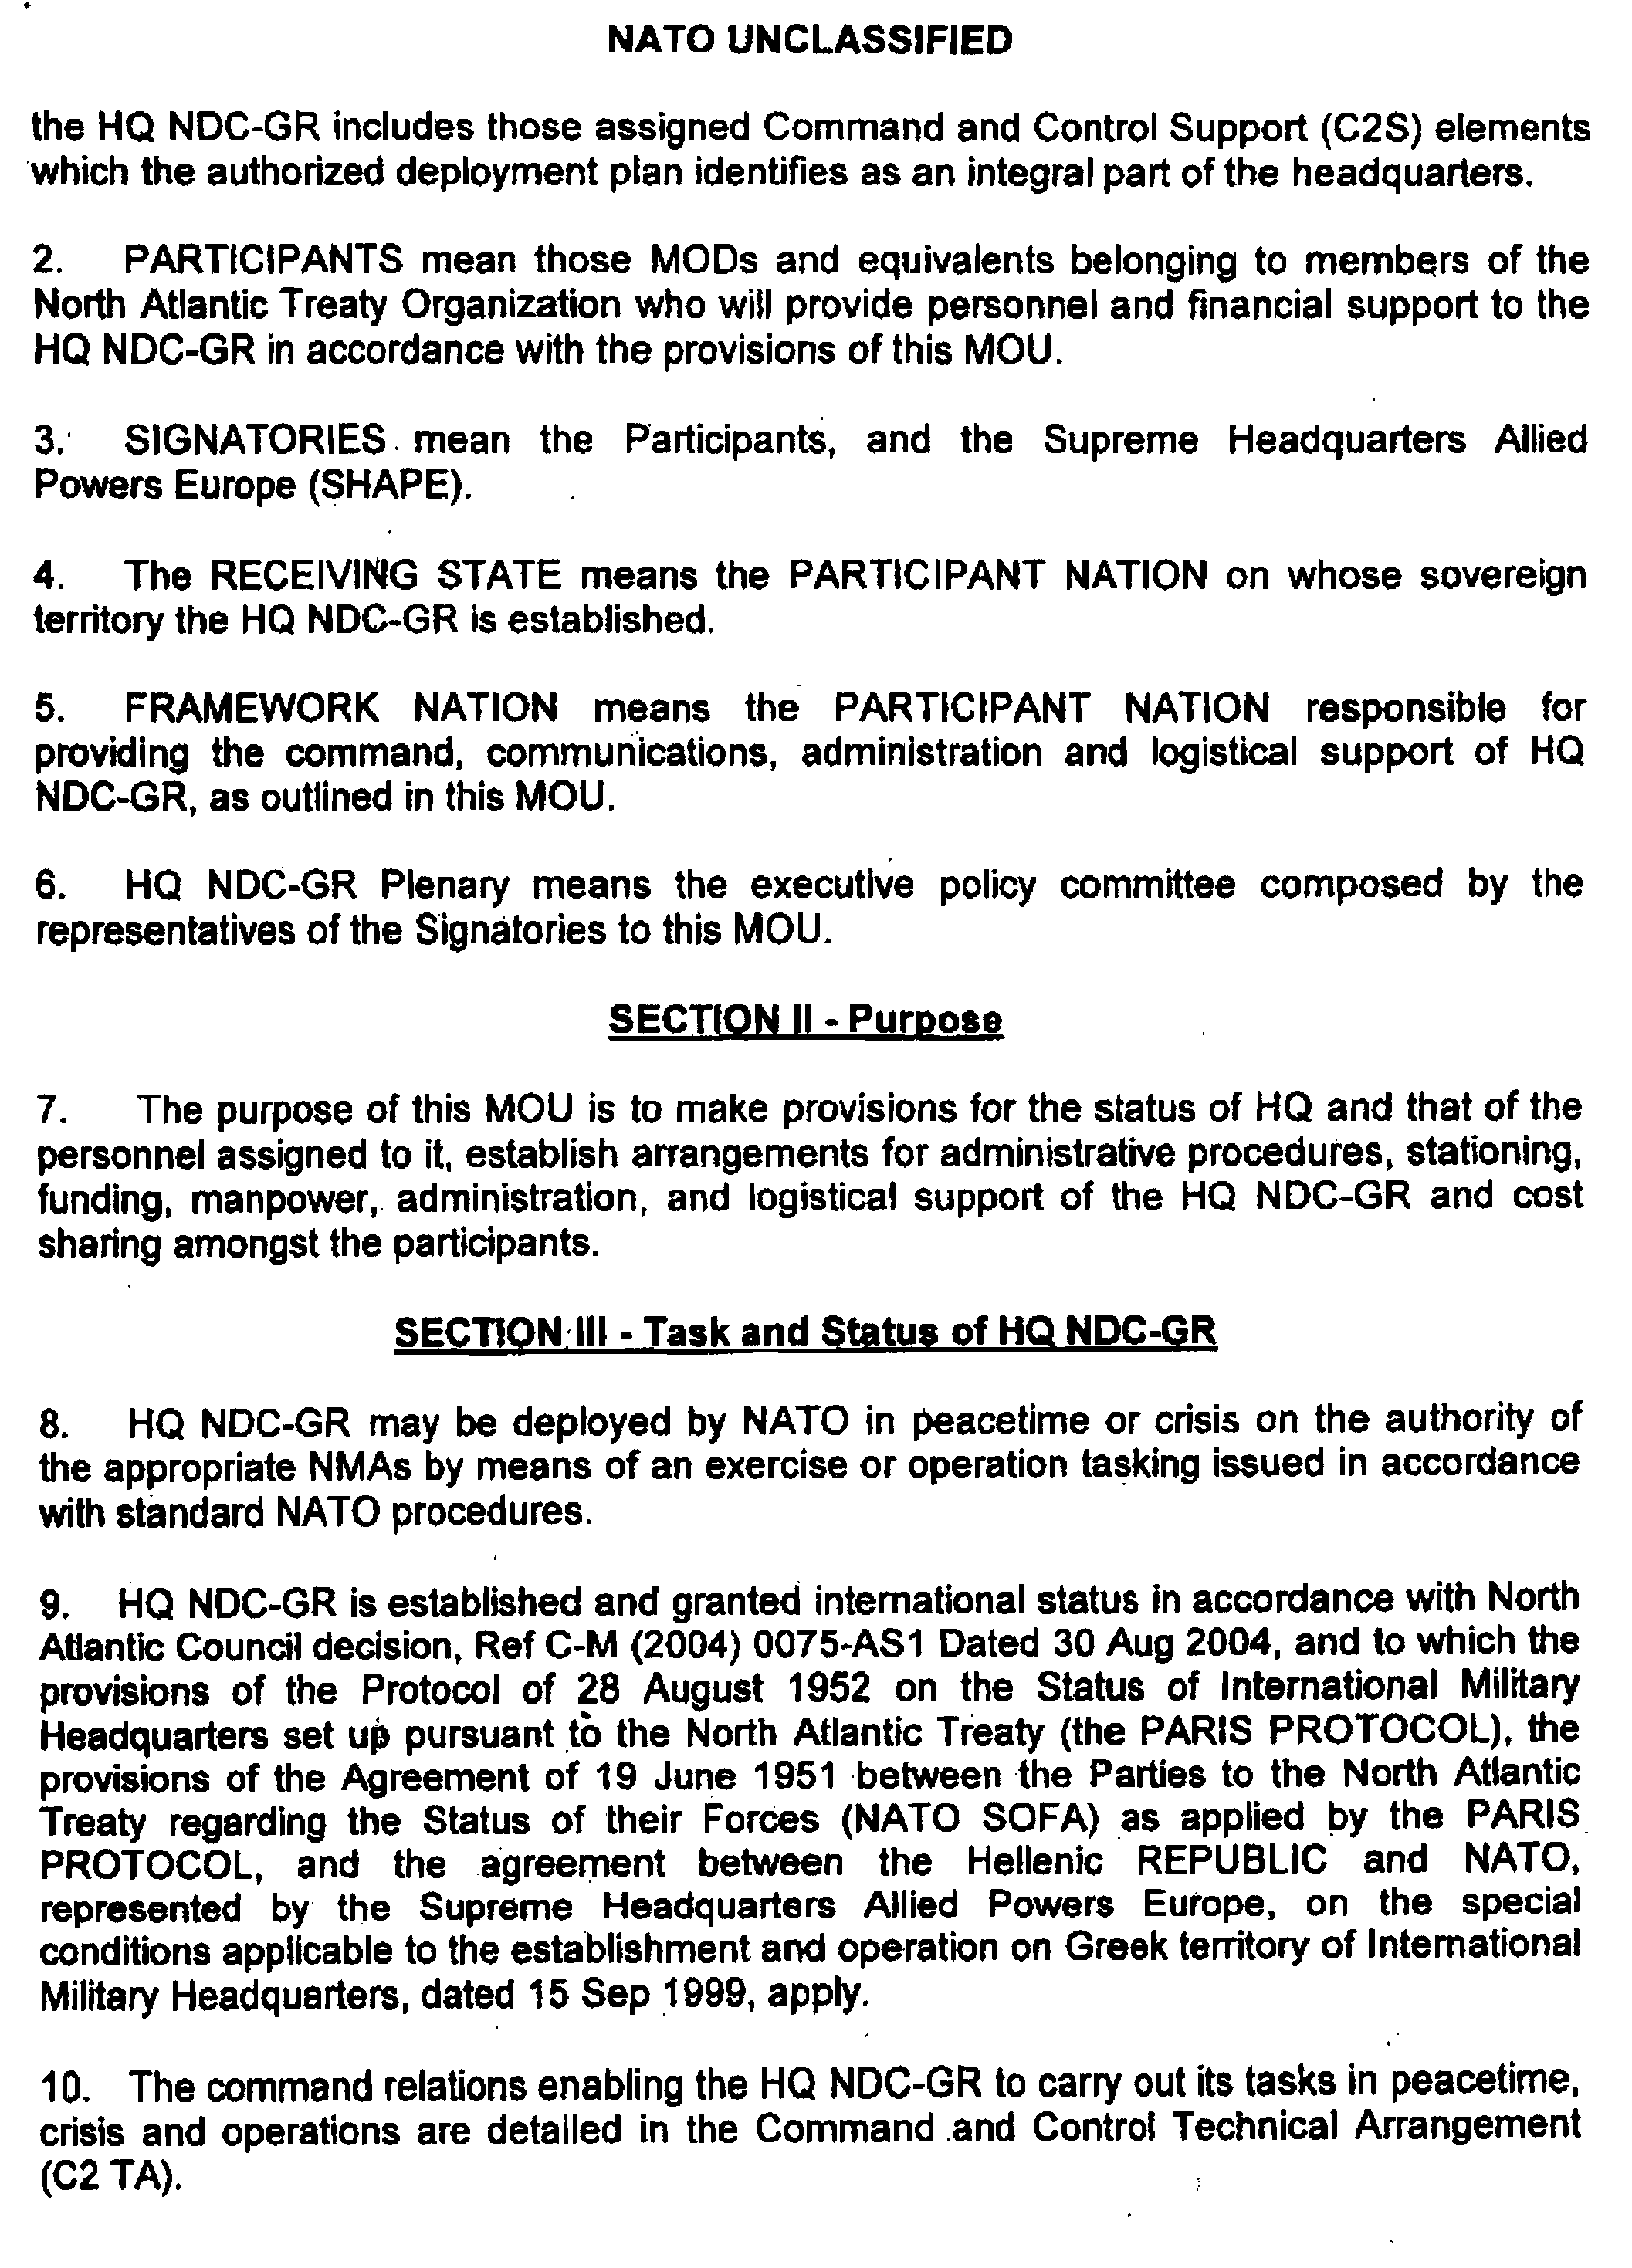 NATO UNCLASSIFIED
the HQ NDC-GR includes those assigned Command and Control Support (C2S) elements
which the authorized deployment plan identifies as an integral part of the headquarters.
2. PARTICIPANTS mean those MODs and equivalents belonging to members of the
North Atlantic Treaty Organization who will provide personnel and financial support to the
HQ NDC-GR in accordance with the provisions of this MOU.
3. SIGNATORIES mean the Participants, and the Supreme Headquarters Allied
Powers Europe (SHAPE).
4. The RECEIVING STATE means the PARTICIPANT NATION on whose sovereign
territory the HQ NDC-GR is established.
5. FRAMEWORK NATION means the PARTICIPANT NATION responsible for
providing the command, communications, administration and logistical support of HQ
NDC-GR, as outlined in this MOU.
6. HQ NDC-GR Plenary means the executive policy committee composed by the
representatives of the Signatories to this MOU.
SECTION II - Purpose
7. The purpose of this MOU is to make provisions for the status of HQ and that of the
personnel assigned to it, establish arrangements for administrative procedures, stationing,
funding, manpower, administration, and logistical support of the HQ NDC-GR and cost
sharing amongst the participants.
SECTION III - Task and Status of HQ NDC-GR
8. HQ NDC-GR may be deployed by NATO in peacetime or crisis on the authority of
the appropriate NMAs by means of an exercise or operation tasking issued in accordance
with standard NATO procedures.
9. HQ NDC-GR is established and granted international status in accordance with North
Atlantic Council decision, Ref C-M (2004) 0075-AS1 Dated 30 Aug 2004, and to which the
provisions of the Protocol of 28 August 1952 on the Status of International Military
Headquarters set up pursuant to the North Atlantic Treaty (the PARIS PROTOCOL), the
provisions of the Agreement of 19 June 1951 between the Parties to the North Atlantic
Treaty regarding the Status of their Forces (NATO SOFA) as applied by the PARIS
PROTOCOL, and the agreement between the Hellenic REPUBLIC and NATO,
represented by the Supreme Headquarters Allied Powers Europe, on the special
conditions applicable to the establishment and operation on Greek territory of International
Military Headquarters, dated 15 Sep 1999, apply.
10. The command relations enabling the HQ NDC-GR to carry out its tasks in peacetime,
crisis and operations are detailed in the Command and Control Technical Arrangement
(C2 TA).